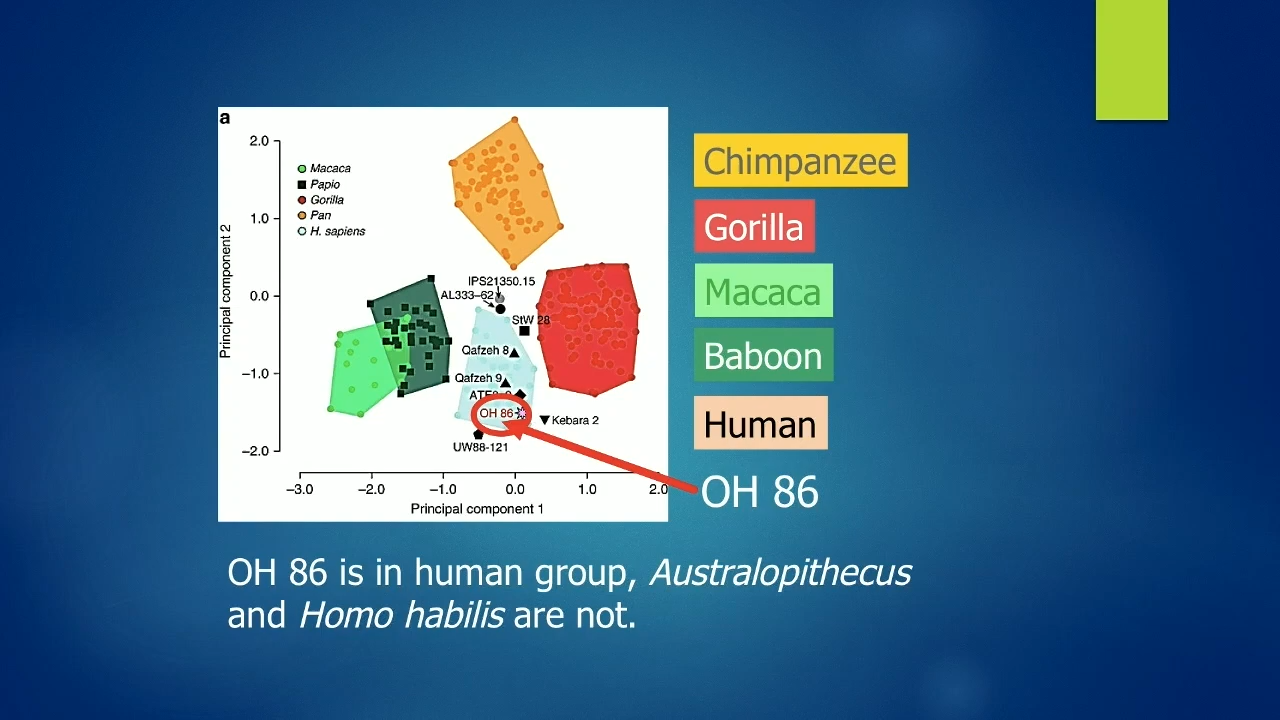 a
2.0
1.0
0.0
−1.0
−2.0
Principal component 2
Macaca
Papio
Gorilla
Pan
H. sapiens
IPS21350.15
AL333–62
StW 28
Qafzeh 8
Qafzeh 9
OH 86
Kebara 2
UW88-121
−3.0 −2.0 −1.0 0.0 1.0 2.0
Principal component 1
Chimpanzee
Gorilla
Macaca
Baboon
Human
OH 86
OH 86 is in human group, Australopithecus
and Homo habilis are not.